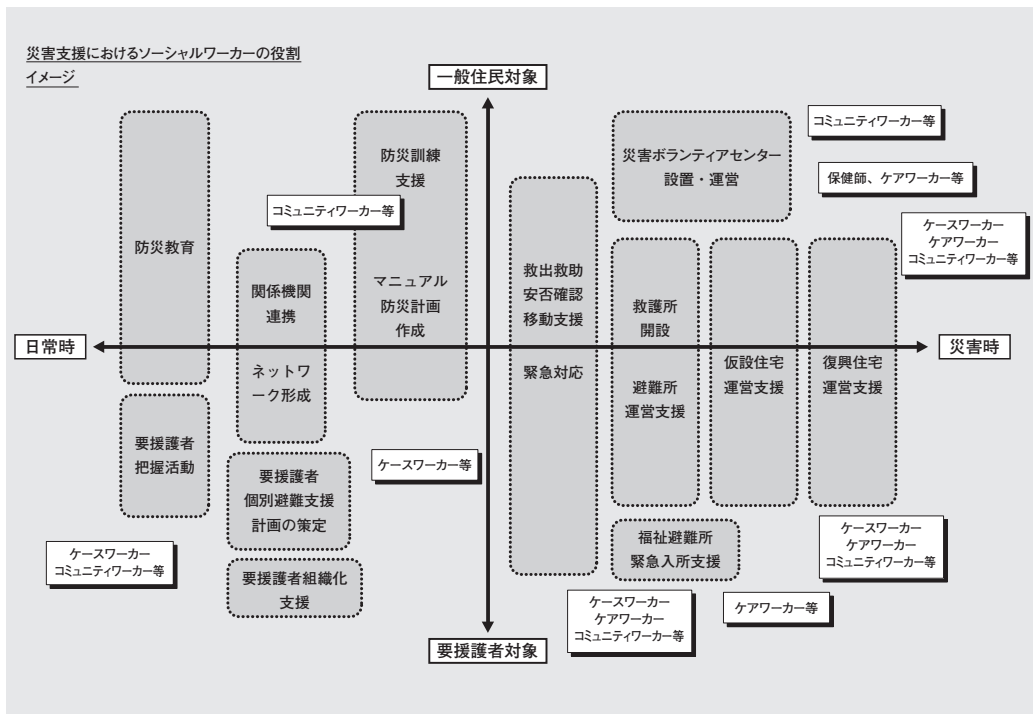 災害支援におけるソーシャルワーカーの役割
イメージ
一般住民対象
日常時
災害時
要援護者対象
防災教育
要援護者
把握活動
関係機関
連携
ネットワ
ーク形成
要援護者
個別避難支援
計画の策定
要援護者組織化
支援
防災訓練
支援
マニュアル
防災計画
作成
コミュニティワーカー等
ケースワーカー等
ケースワーカー
コミュニティワーカー等
救出救助
安否確認
移動支援
緊急対応
災害ボランティアセンター
設置・運営
救護所
開設
避難所
運営支援
仮設住宅
運営支援
復興住宅
運営支援
福祉避難所
緊急入所支援
コミュニティワーカー等
保健師、ケアワーカー等
ケースワーカー
ケアワーカー
コミュニティワーカー等
ケースワーカー
ケアワーカー
コミュニティワーカー等
ケースワーカー
ケアワーカー
コミュニティワーカー等
ケアワーカー等